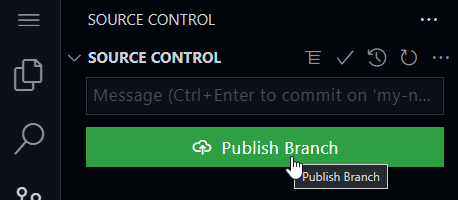 SOURCE CONTROL
SOURCE CONTROL
Message (Ctrl+Enter to commit on 'my-n...
Publish Branch
Publish Branch